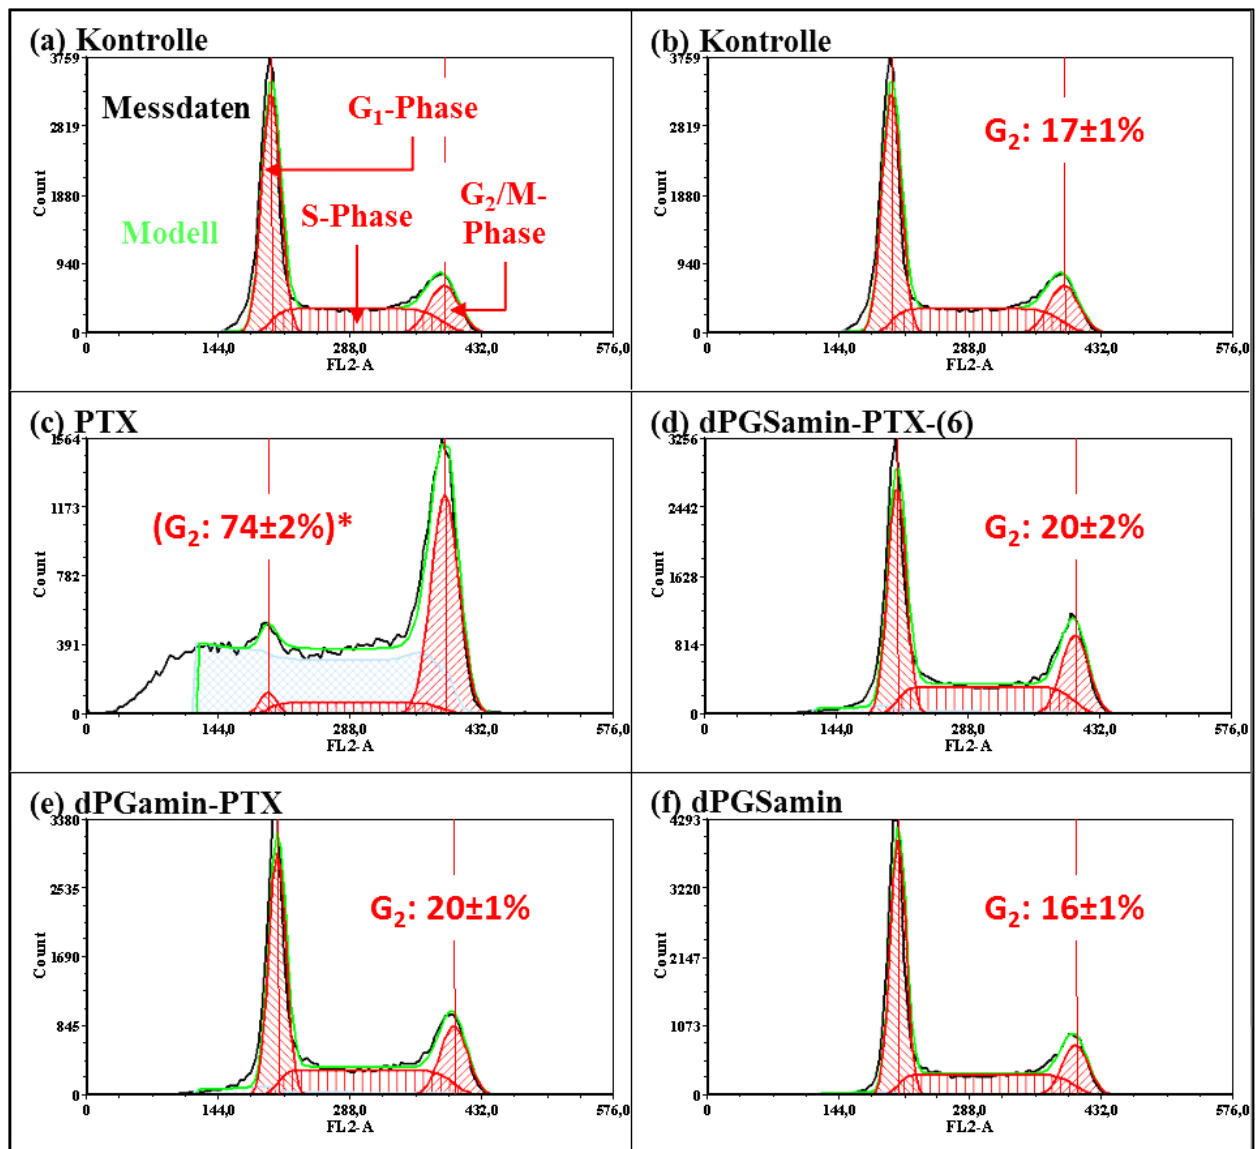 (a) Kontrolle
3759
2819
1880
940
0
Count
Messdaten
G₁-Phase
Modell
S-Phase
G₂/M-
Phase
0 144,0 288,0 432,0 576,0
FL2-A
(b) Kontrolle
3759
2819
1880
940
0
Count
G₂: 17±1%
0 144,0 288,0 432,0 576,0
FL2-A
(c) PTX
1564
1173
782
391
0
Count
(G₂: 74±2%)*
0 144,0 288,0 432,0 576,0
FL2-A
(d) dPGSamin-PTX-(6)
3256
2442
1628
814
0
Count
G₂: 20±2%
0 144,0 288,0 432,0 576,0
FL2-A
(e) dPGamin-PTX
3380
2535
1690
845
0
Count
G₂: 20±1%
0 144,0 288,0 432,0 576,0
FL2-A
(f) dPGSamin
4293
3220
2147
1073
0
Count
G₂: 16±1%
0 144,0 288,0 432,0 576,0
FL2-A